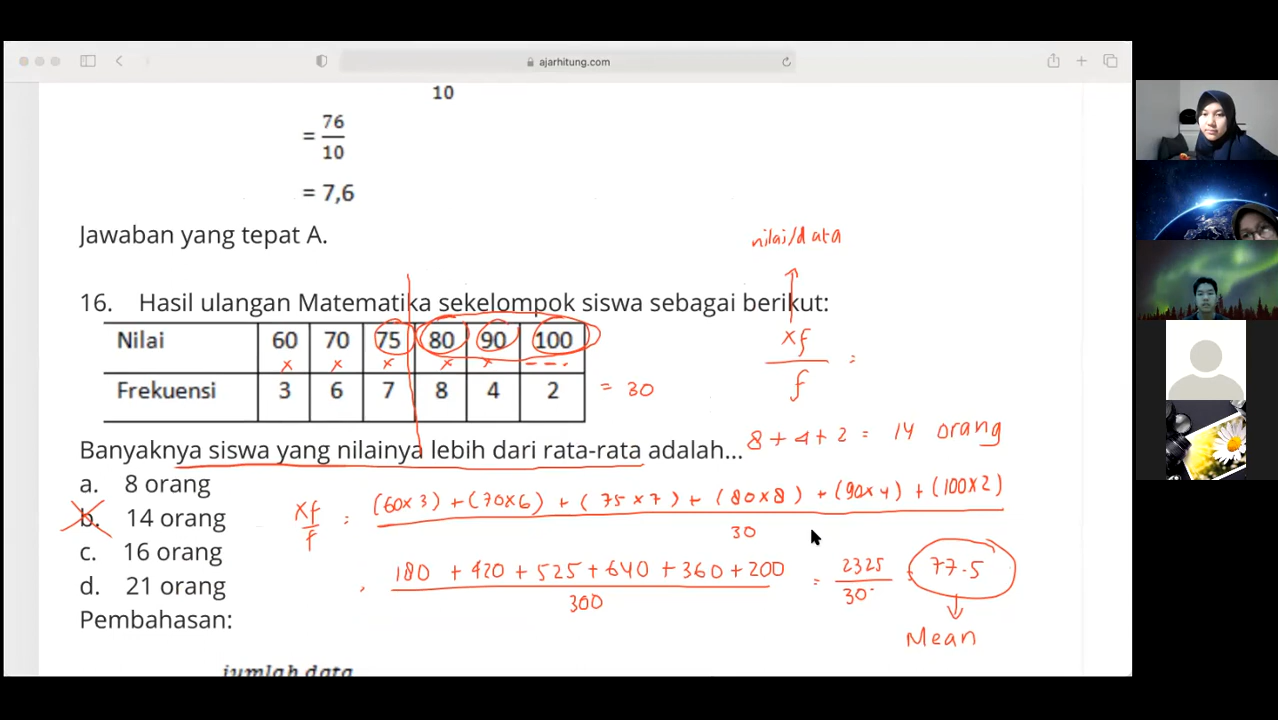 ajarhitung.com
10
= 76
10
= 7,6
Jawaban yang tepat A.
nilai/data
16. Hasil ulangan Matematika sekelompok siswa sebagai berikut:
Nilai 60 70 75 80 90 100
xf
f =
Frekuensi 3 6 7 8 4 2 = 30
8 + 4 + 2 = 14 orang
Banyaknya siswa yang nilainya lebih dari rata-rata adalah...
a. 8 orang
xf = (60x3) + (70x6) + (75x7) + (80x8) + (90x4) + (100x2)
f 30
b. 14 orang
c. 16 orang
180 + 420 + 525 + 640 + 360 + 200 = 2325 = 77.5
300 30
d. 21 orang
Pembahasan:
Mean
jumlah data